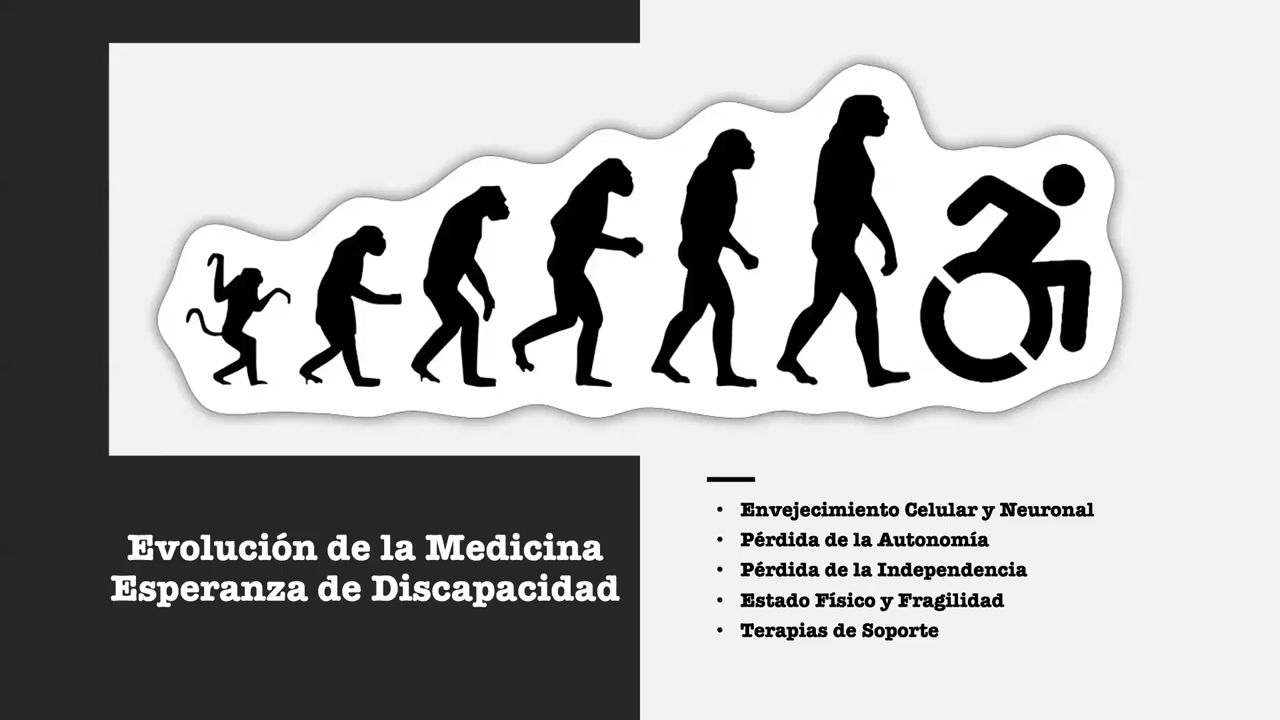 Evolución de la Medicina
Esperanza de Discapacidad
• Envejecimiento Celular y Neuronal
• Pérdida de la Autonomía
• Pérdida de la Independencia
• Estado Físico y Fragilidad
• Terapias de Soporte